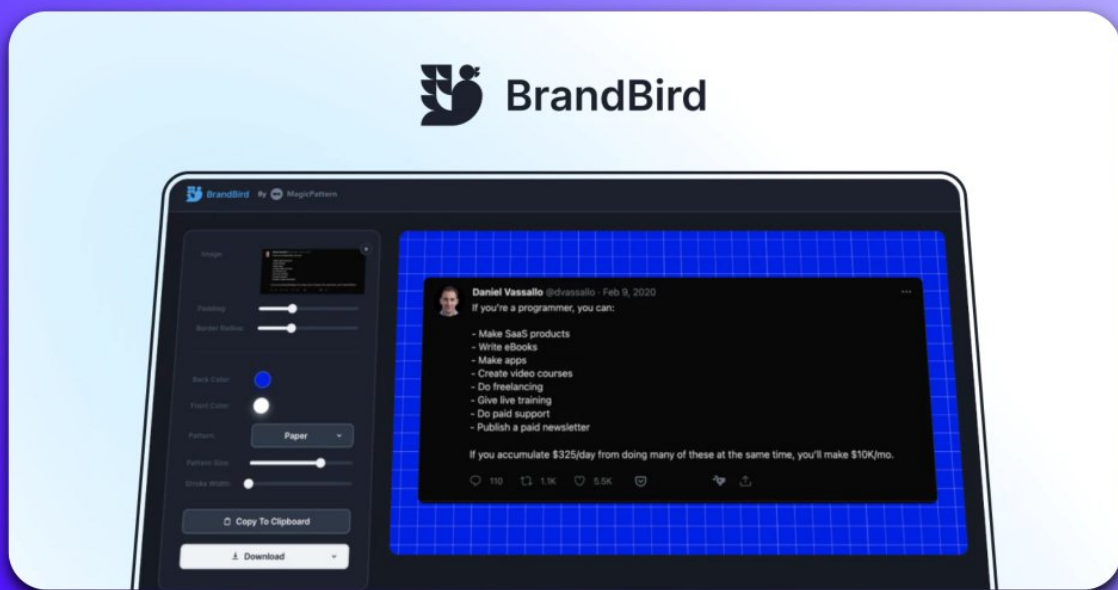 BrandBird
BrandBird By MagicPattern
Image:
Padding:
Border Radius:
Back Color:
Front Color:
Pattern:
Paper
Pattern Size:
Stroke Width:
Copy To Clipboard
Download
Daniel Vassallo @dvassallo · Feb 9, 2020
If you're a programmer, you can:
- Make SaaS products
- Write eBooks
- Make apps
- Create video courses
- Do freelancing
- Give live training
- Do paid support
- Publish a paid newsletter
If you accumulate $325/day from doing many of these at the same time, you'll make $10K/mo.
110 1.1K 5.5K